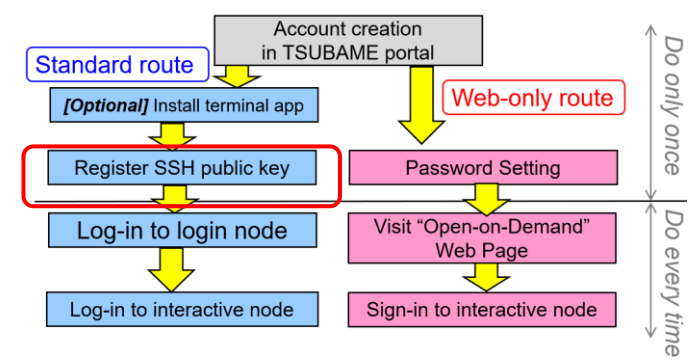 Account creation
in TSUBAME portal
Standard route
Web-only route
[Optional] Install terminal app
Register SSH public key
Password Setting
Do only once
Log-in to login node
Visit “Open-on-Demand”
Web Page
Log-in to interactive node
Sign-in to interactive node
Do every time